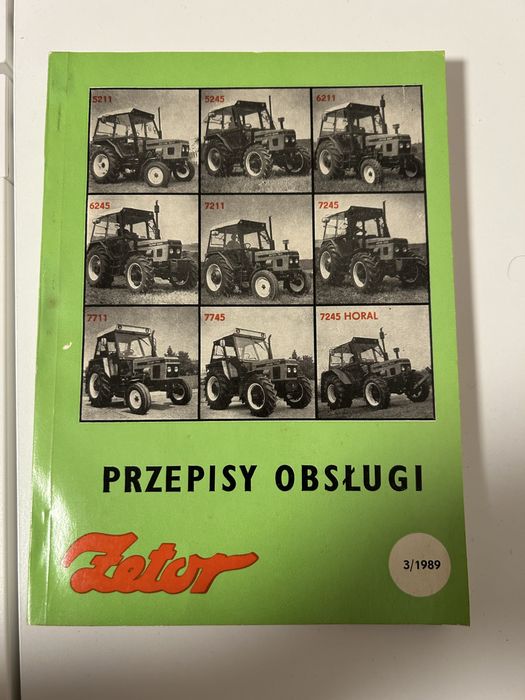 5211 5245 6211
6245 7211 7245
7711 7745 7245 HORAL
PRZEPISY OBSŁUGI
Zetor
3/1989